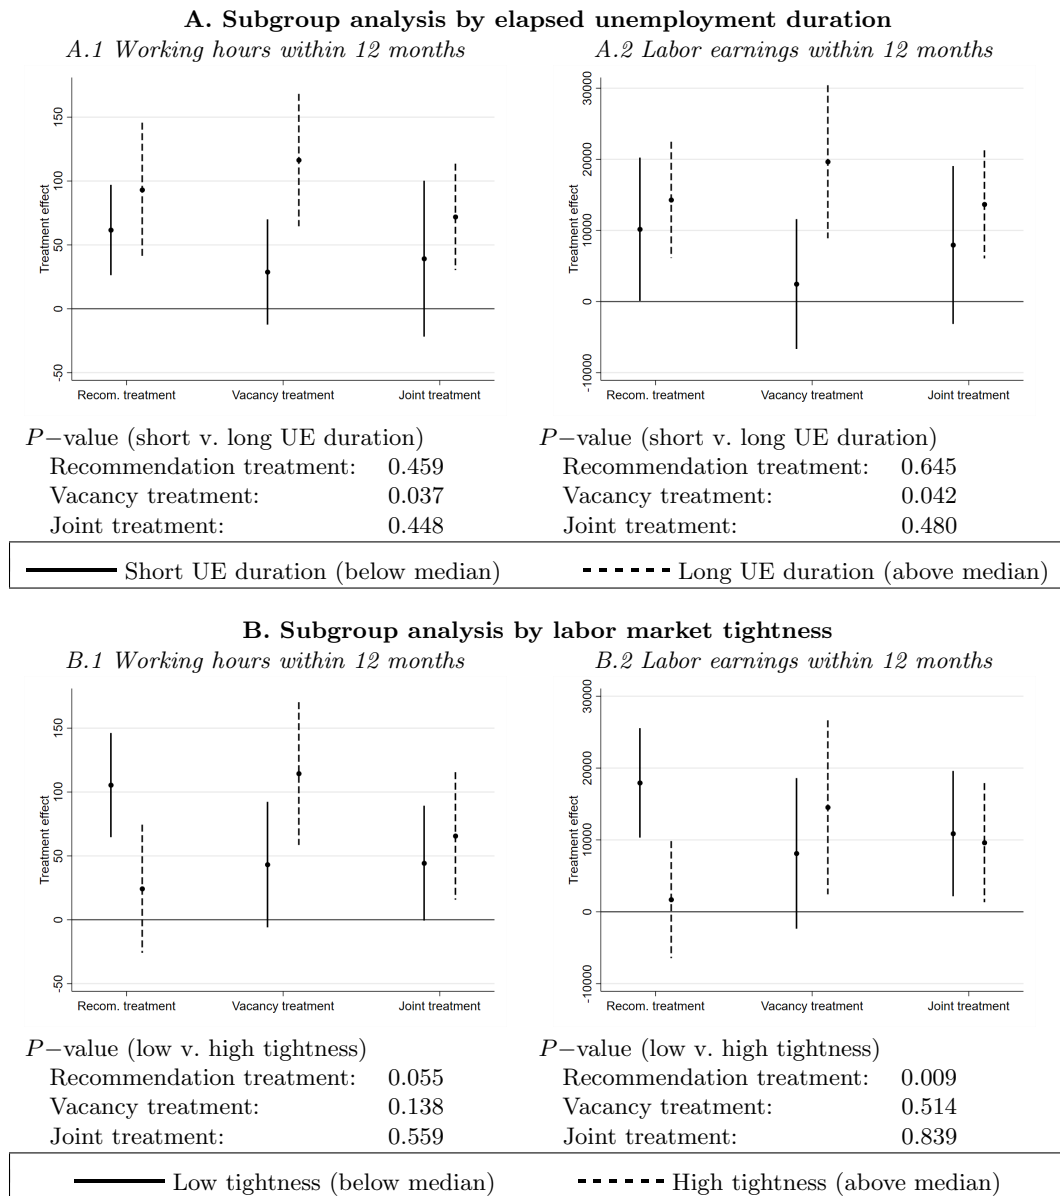 A. Subgroup analysis by elapsed unemployment duration
A.1 Working hours within 12 months
A.2 Labor earnings within 12 months
Treatment effect
150
100
50
0
-50
Recom. treatment
Vacancy treatment
Joint treatment
Treatment effect
30000
20000
10000
0
-10000
Recom. treatment
Vacancy treatment
Joint treatment
P−value (short v. long UE duration)
Recommendation treatment: 0.459
Vacancy treatment: 0.037
Joint treatment: 0.448
P−value (short v. long UE duration)
Recommendation treatment: 0.645
Vacancy treatment: 0.042
Joint treatment: 0.480
Short UE duration (below median)
Long UE duration (above median)
B. Subgroup analysis by labor market tightness
B.1 Working hours within 12 months
B.2 Labor earnings within 12 months
Treatment effect
150
100
50
0
-50
Recom. treatment
Vacancy treatment
Joint treatment
Treatment effect
30000
20000
10000
0
-10000
Recom. treatment
Vacancy treatment
Joint treatment
P−value (low v. high tightness)
Recommendation treatment: 0.055
Vacancy treatment: 0.138
Joint treatment: 0.559
P−value (low v. high tightness)
Recommendation treatment: 0.009
Vacancy treatment: 0.514
Joint treatment: 0.839
Low tightness (below median)
High tightness (above median)